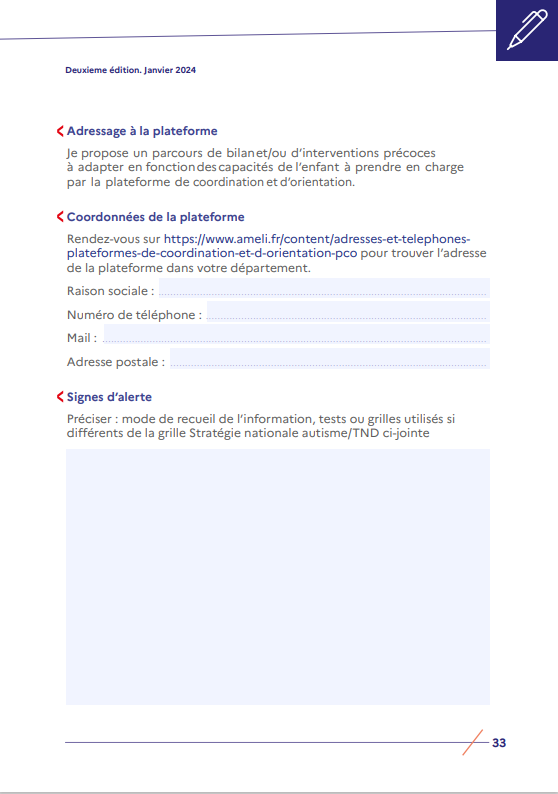 Deuxieme édition. Janvier 2024
Adressage à la plateforme
Je propose un parcours de bilan et/ou d'interventions précoces
à adapter en fonction des capacités de l'enfant à prendre en charge
par la plateforme de coordination et d'orientation.
Coordonnées de la plateforme
Rendez-vous sur https://www.ameli.fr/content/adresses-et-telephones-
plateformes-de-coordination-et-d-orientation-pco pour trouver l'adresse
de la plateforme dans votre département.
Raison sociale :
Numéro de téléphone :
Mail :
Adresse postale :
Signes d'alerte
Préciser : mode de recueil de l'information, tests ou grilles utilisés si
différents de la grille Stratégie nationale autisme/TND ci-jointe
33